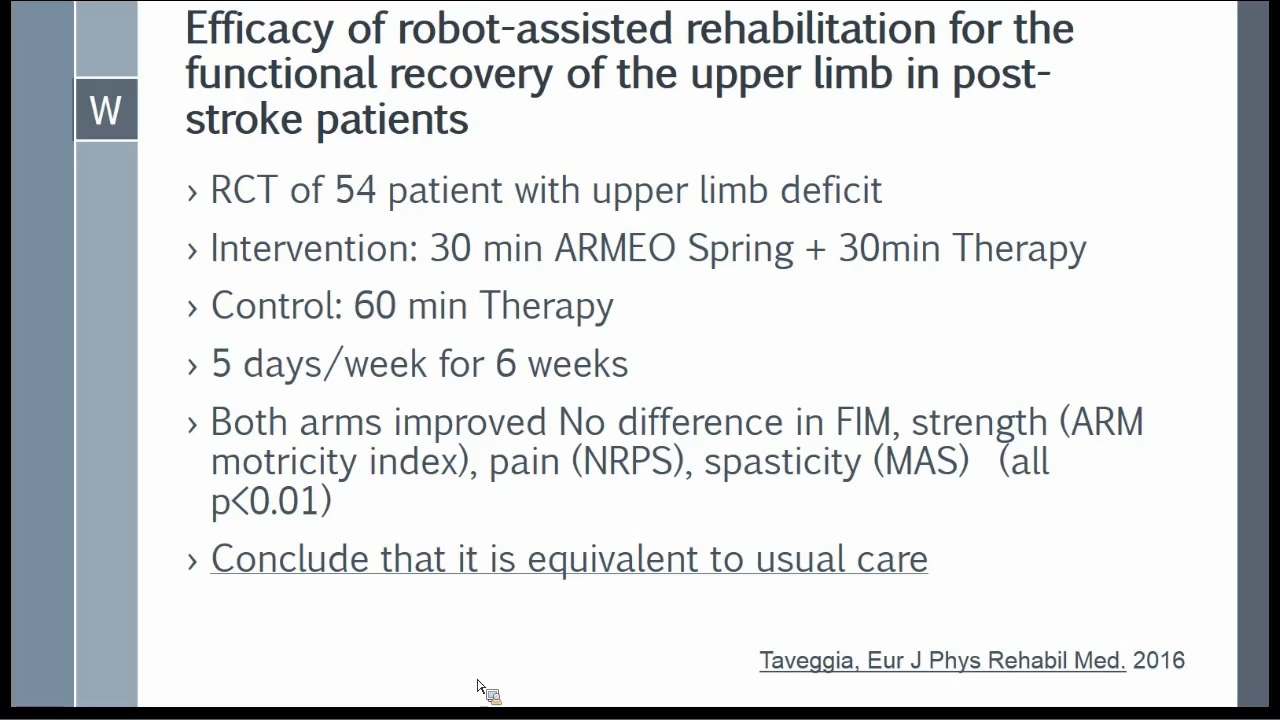 Efficacy of robot-assisted rehabilitation for the
functional recovery of the upper limb in post-
stroke patients
W
› RCT of 54 patient with upper limb deficit
› Intervention: 30 min ARMEO Spring + 30min Therapy
› Control: 60 min Therapy
› 5 days/week for 6 weeks
› Both arms improved No difference in FIM, strength (ARM
motricity index), pain (NRPS), spasticity (MAS) (all
p<0.01)
› Conclude that it is equivalent to usual care
Taveggia, Eur J Phys Rehabil Med. 2016